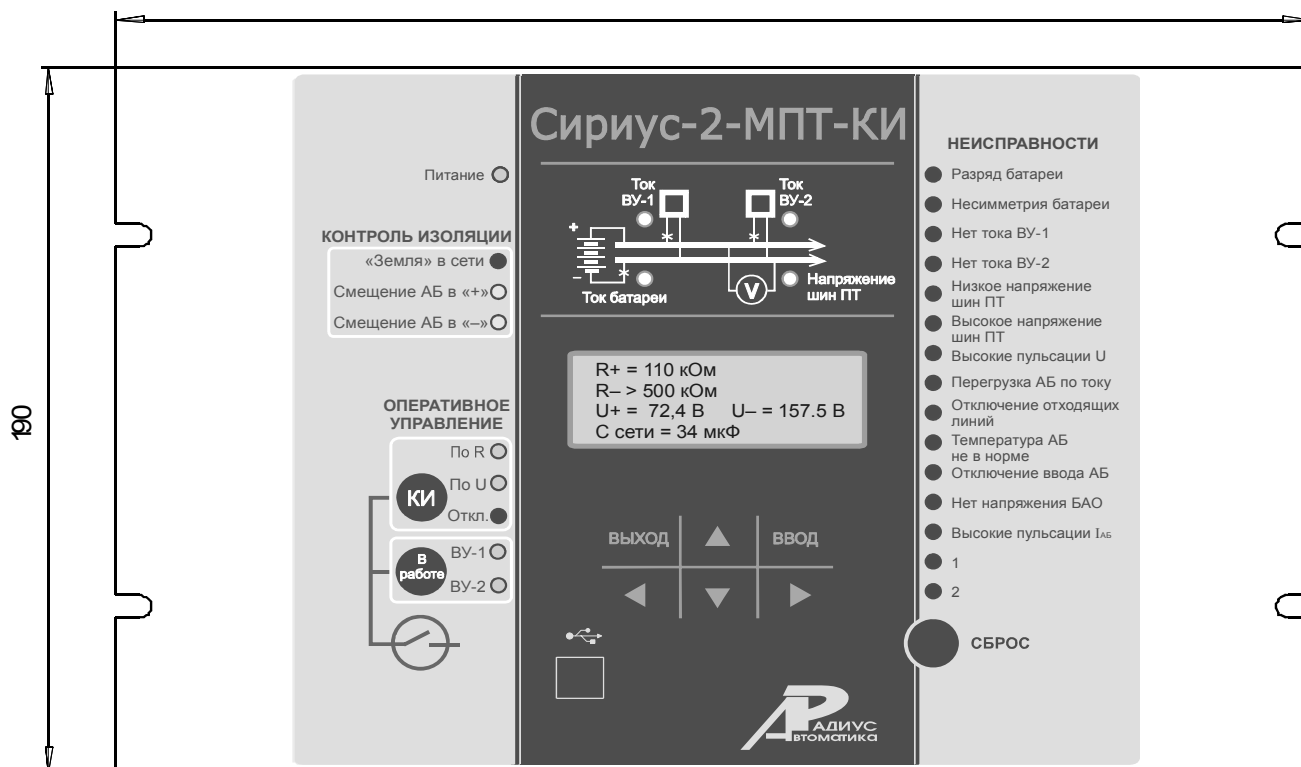 190
Сириус-2-МПТ-КИ
Питание
КОНТРОЛЬ ИЗОЛЯЦИИ
«Земля» в сети
Смещение АБ в «+»
Смещение АБ в «–»
ОПЕРАТИВНОЕ
УПРАВЛЕНИЕ
По R
По U
Откл.
КИ
В
работе
ВУ-1
ВУ-2
Ток
ВУ-1
Ток
ВУ-2
+
–
Ток батареи
V
Напряжение
шин ПТ
R+ = 110 кОм
R– > 500 кОм
U+ = 72,4 В U– = 157.5 В
С сети = 34 мкФ
ВЫХОД
ВВОД
АДИУС
ВТОМАТИКА
НЕИСПРАВНОСТИ
Разряд батареи
Несимметрия батареи
Нет тока ВУ-1
Нет тока ВУ-2
Низкое напряжение
шин ПТ
Высокое напряжение
шин ПТ
Высокие пульсации U
Перегрузка АБ по току
Отключение отходящих
линий
Температура АБ
не в норме
Отключение ввода АБ
Нет напряжения БАО
Высокие пульсации IАБ
1
2
СБРОС